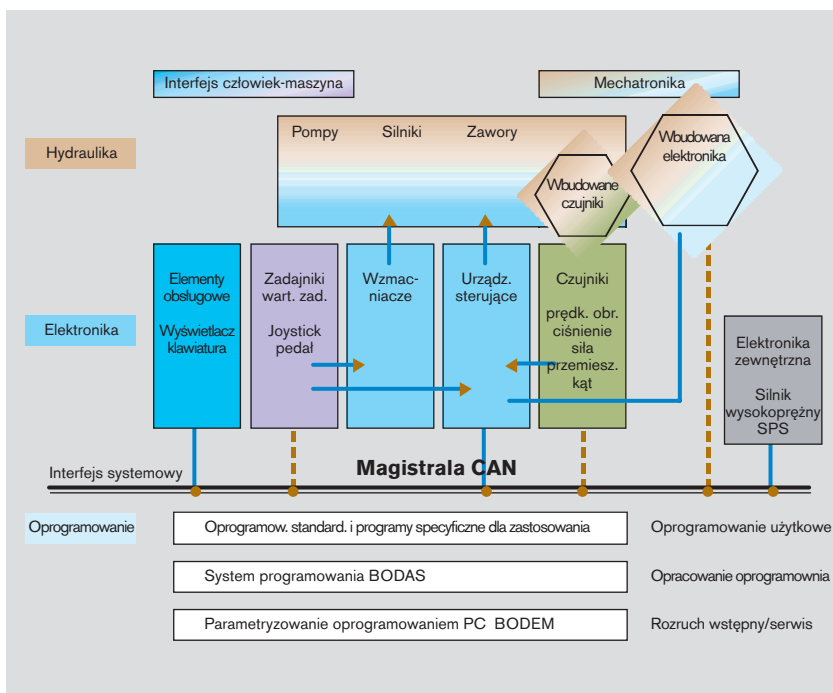 Interfejs człowiek-maszyna
Mechatronika
Hydraulika
Pompy
Silniki
Zawory
Wbudowane
czujniki
Wbudowana
elektronika
Elektronika
Elementy
obsługowe
Wyświetlacz
klawiatura
Zadajniki
wart. zad.
Joystick
pedał
Wzmac-
niacze
Urządz.
sterujące
Czujniki
prędk. obr.
ciśnienie
siła
przemiesz.
kąt
Elektronika
zewnętrzna
Silnik
wysokoprężny
SPS
Interfejs systemowy
Magistrala CAN
Oprogramowanie
Oprogramow. standard. i programy specyficzne dla zastosowania
Oprogramowanie użytkowe
System programowania BODAS
Opracowanie oprogramownia
Parametryzowanie oprogramowaniem PC BODEM
Rozruch wstępny/serwis